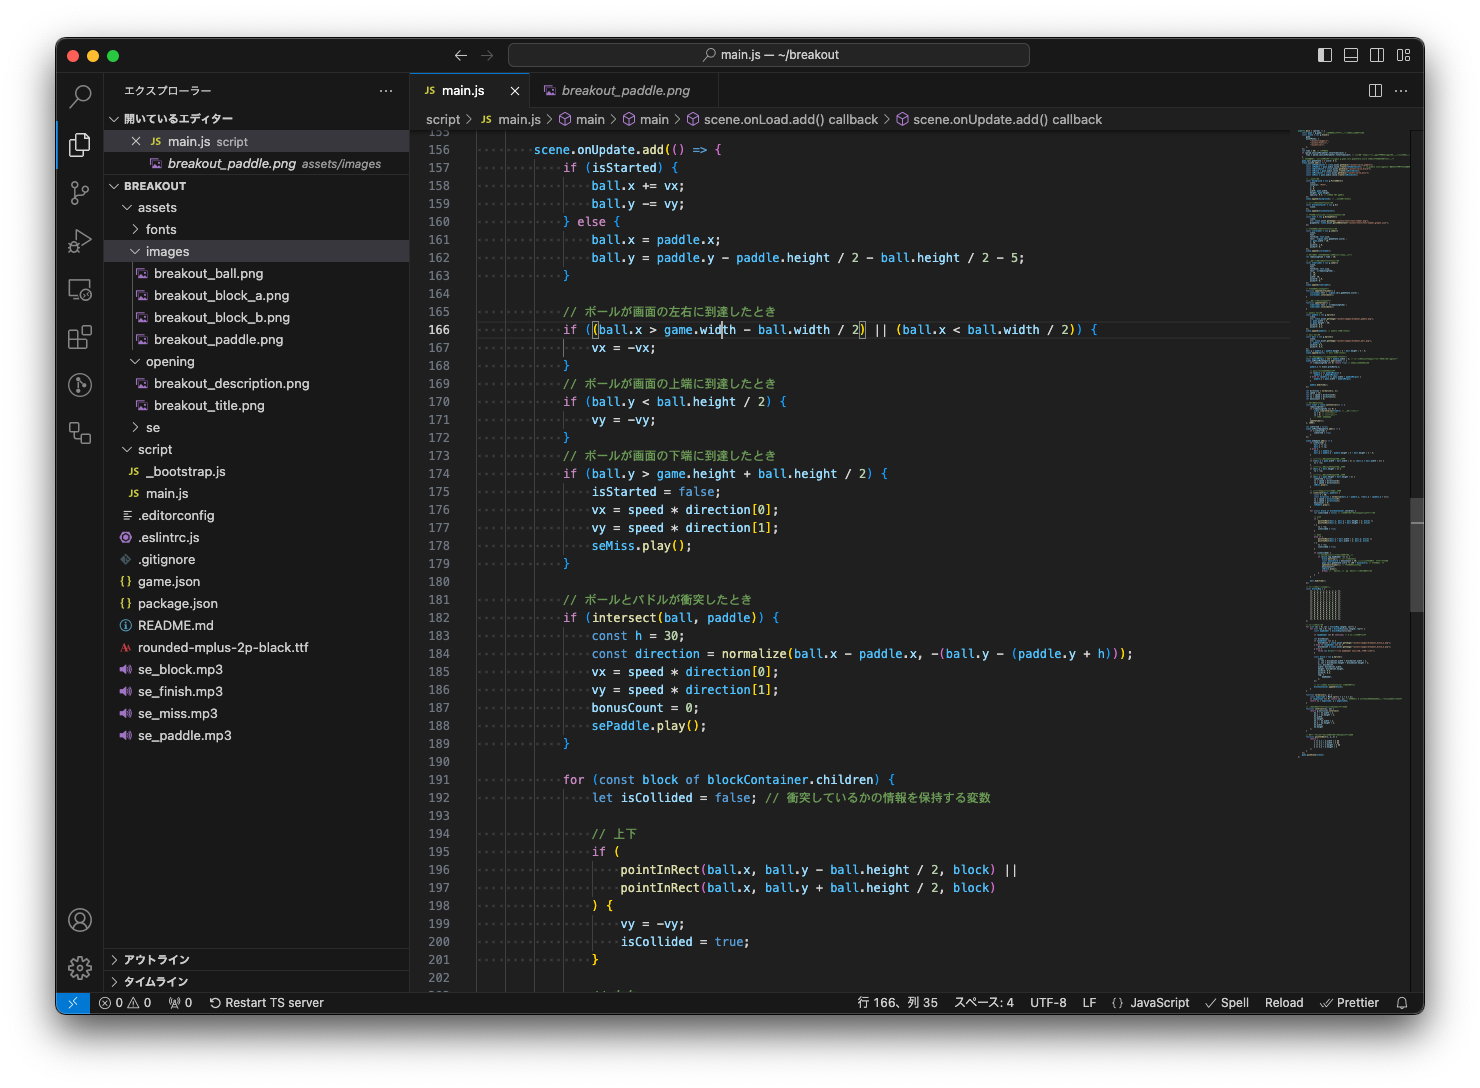 main.js — ~/breakout
エクスプローラー
開いているエディター
main.js script
breakout_paddle.png assets/images
BREAKOUT
assets
fonts
images
breakout_ball.png
breakout_block_a.png
breakout_block_b.png
breakout_paddle.png
opening
breakout_description.png
breakout_title.png
se
script
JS _bootstrap.js
JS main.js
.editorconfig
.eslintrc.js
.gitignore
{} game.json
{} package.json
README.md
rounded-mplus-2p-black.ttf
se_block.mp3
se_finish.mp3
se_miss.mp3
se_paddle.mp3
アウトライン
タイムライン
JS main.js
breakout_paddle.png
script > JS main.js > main > main > scene.onLoad.add() callback > scene.onUpdate.add() callback
155
156 scene.onUpdate.add(() => {
157 if (isStarted) {
158 ball.x += vx;
159 ball.y -= vy;
160 } else {
161 ball.x = paddle.x;
162 ball.y = paddle.y - paddle.height / 2 - ball.height / 2 - 5;
163 }
164
165 // ボールが画面の左右に到達したとき
166 if ((ball.x > game.width - ball.width / 2) || (ball.x < ball.width / 2)) {
167 vx = -vx;
168 }
169 // ボールが画面の上端に到達したとき
170 if (ball.y < ball.height / 2) {
171 vy = -vy;
172 }
173 // ボールが画面の下端に到達したとき
174 if (ball.y > game.height + ball.height / 2) {
175 isStarted = false;
176 vx = speed * direction[0];
177 vy = speed * direction[1];
178 seMiss.play();
179 }
180
181 // ボールとパドルが衝突したとき
182 if (intersect(ball, paddle)) {
183 const h = 30;
184 const direction = normalize(ball.x - paddle.x, -(ball.y - (paddle.y + h)));
185 vx = speed * direction[0];
186 vy = speed * direction[1];
187 bonusCount = 0;
188 sePaddle.play();
189 }
190
191 for (const block of blockContainer.children) {
192 let isCollided = false; // 衝突しているかの情報を保持する変数
193
194 // 上下
195 if (
196 pointInRect(ball.x, ball.y - ball.height / 2, block) ||
197 pointInRect(ball.x, ball.y + ball.height / 2, block)
198 ) {
199 vy = -vy;
200 isCollided = true;
201 }
202
0 0 0 Restart TS server
行 166、列 35 スペース: 4 UTF-8 LF {} JavaScript Spell Reload Prettier